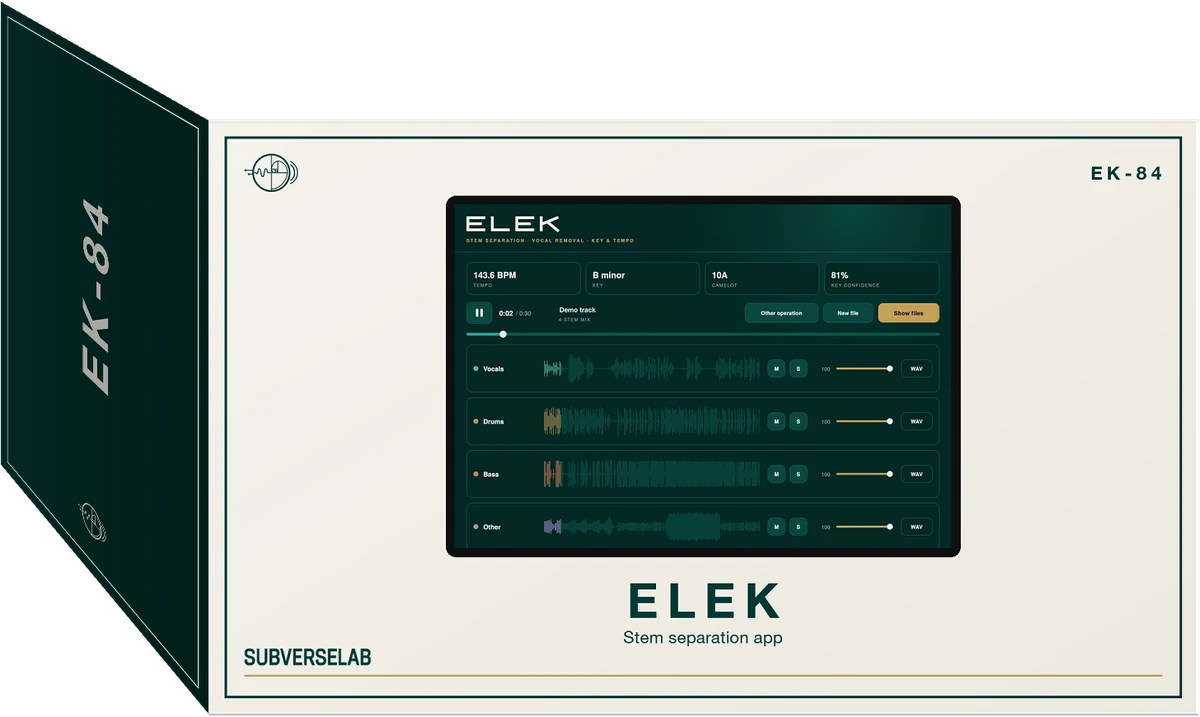 EK-84
EK-84
ELEK
STEM SEPARATION · VOCAL REMOVAL · KEY & TEMPO
143.6 BPM
TEMPO
B minor
KEY
10A
CAMELOT
81%
KEY CONFIDENCE
0:02 / 0:30
Demo track
4 STEM MIX
Other operation
New file
Show files
Vocals
M
S
100
WAV
Drums
M
S
100
WAV
Bass
M
S
100
WAV
Other
M
S
100
WAV
ELEK
Stem separation app
SUBVERSELAB